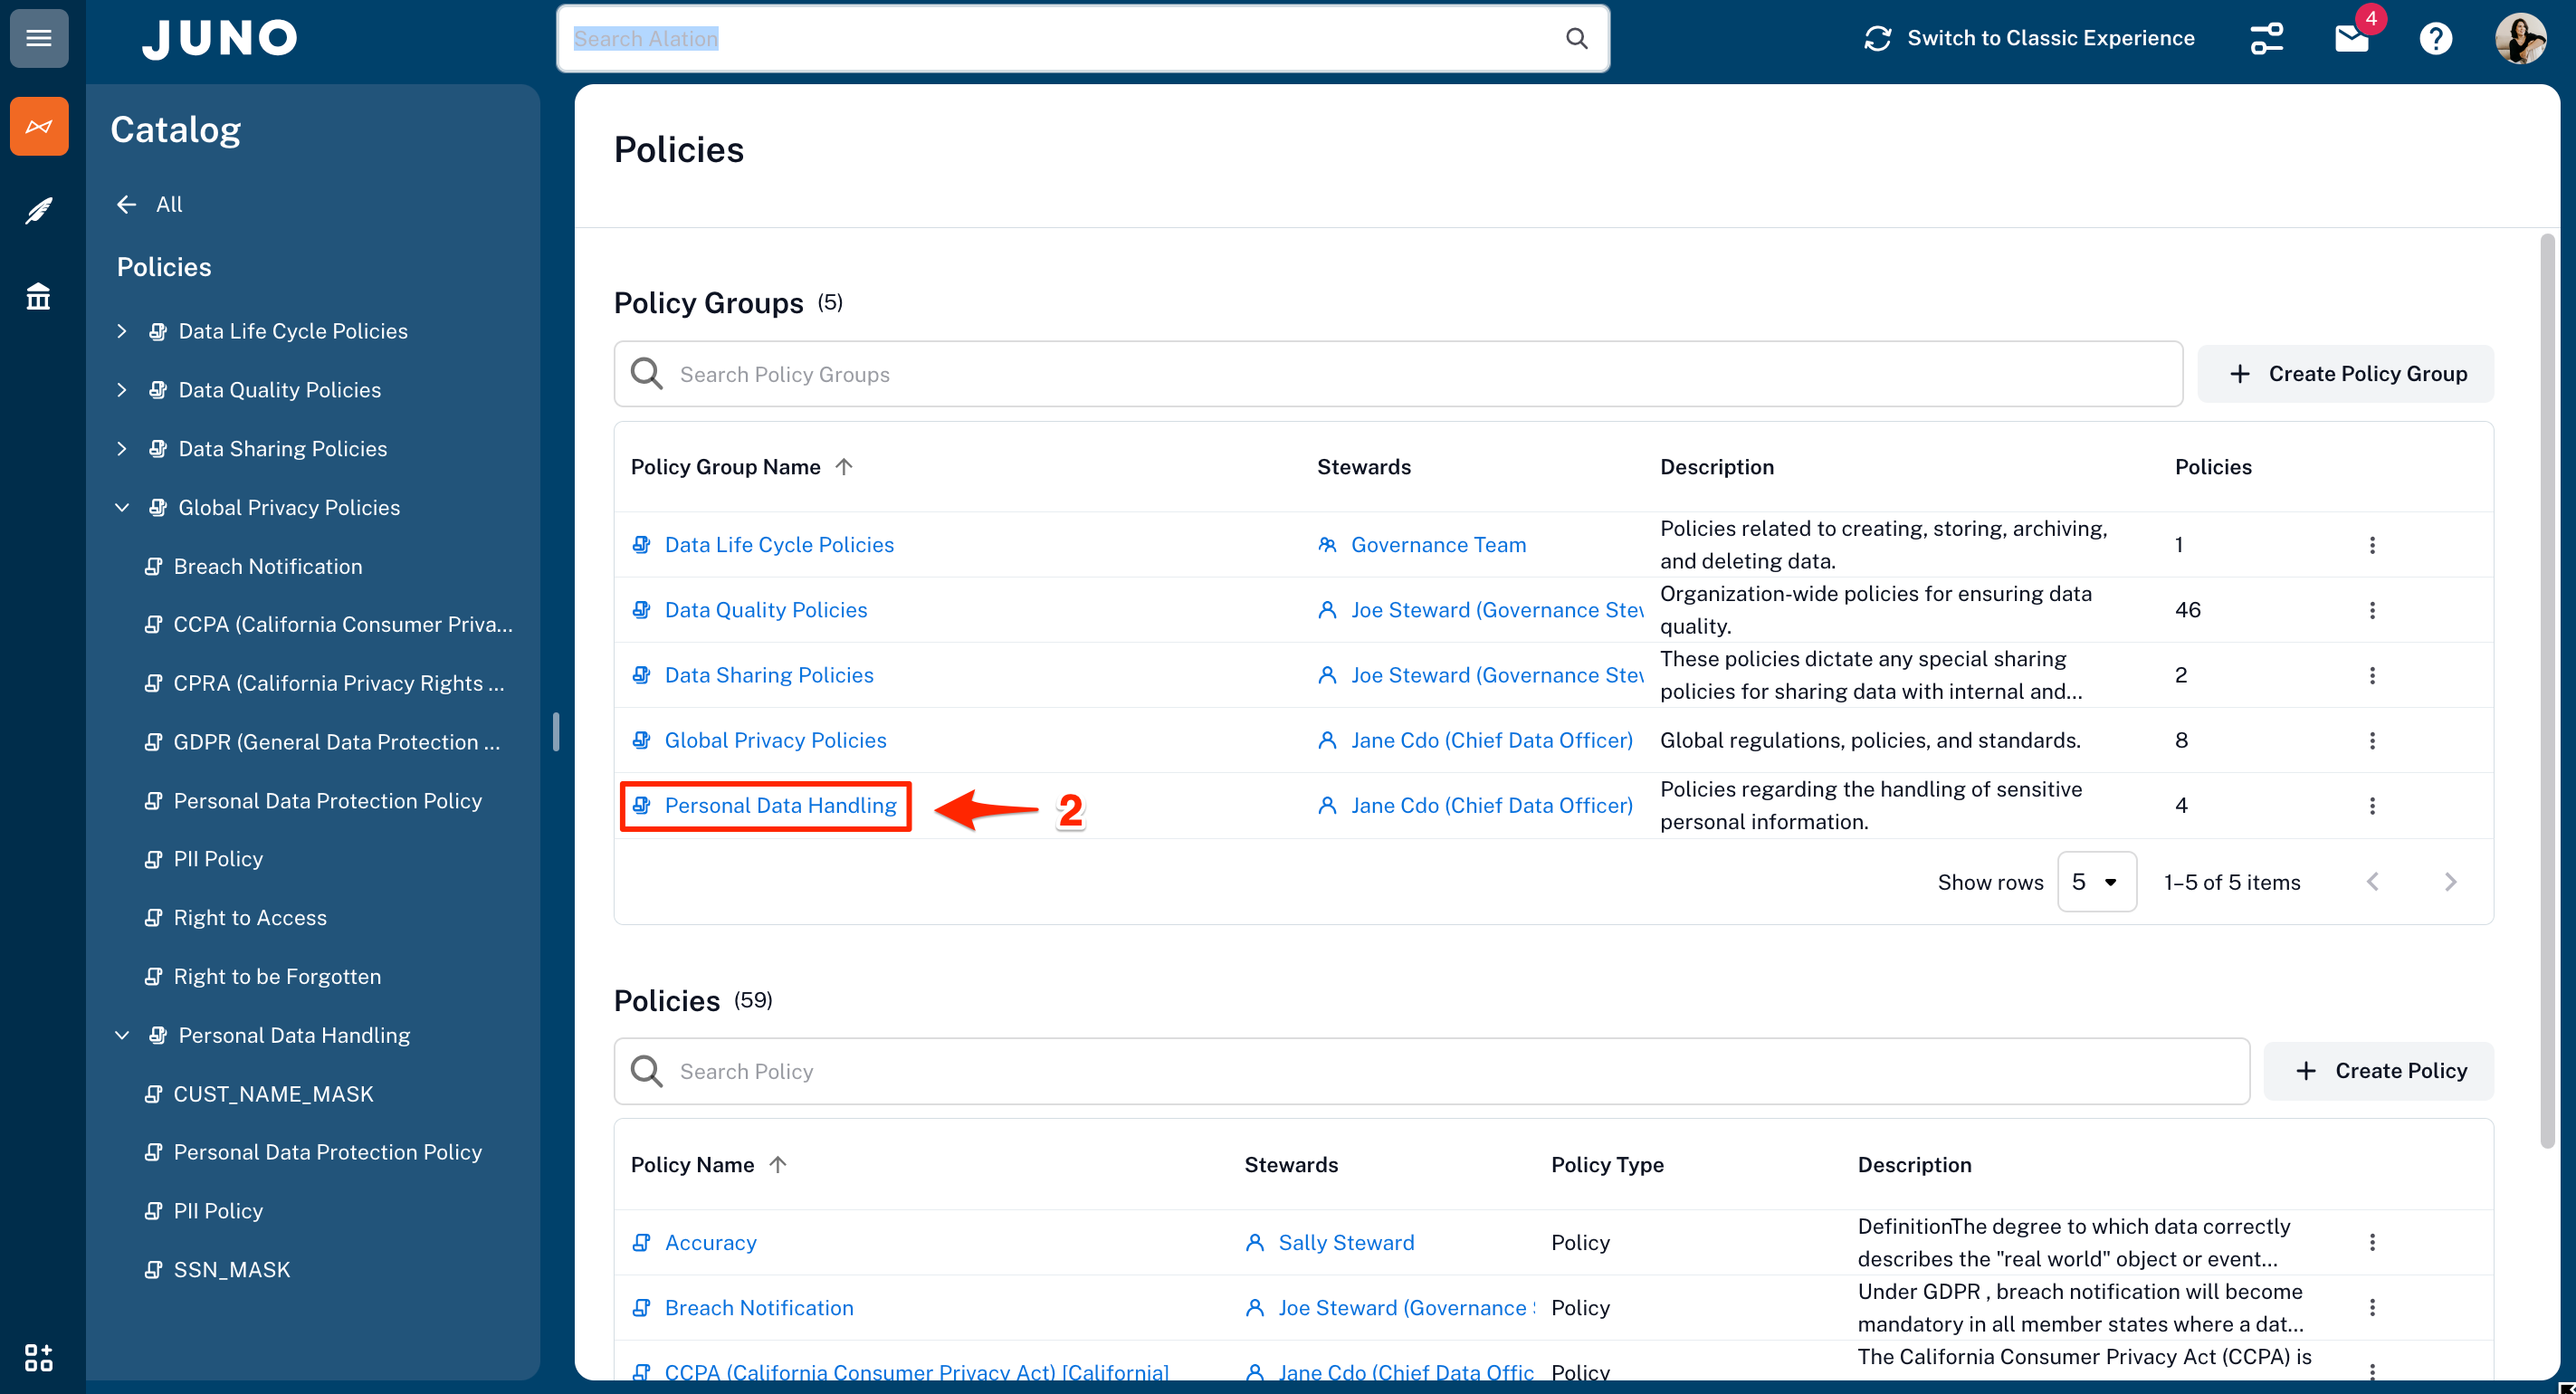 JUNO
Search Alation
Switch to Classic Experience
4
Catalog
All
Policies
Data Life Cycle Policies
Data Quality Policies
Data Sharing Policies
Global Privacy Policies
Breach Notification
CCPA (California Consumer Priva...
CPRA (California Privacy Rights ...
GDPR (General Data Protection ...
Personal Data Protection Policy
PII Policy
Right to Access
Right to be Forgotten
Personal Data Handling
CUST_NAME_MASK
Personal Data Protection Policy
PII Policy
SSN_MASK
Policies
Policy Groups (5)
Search Policy Groups
Create Policy Group
Policy Group Name Stewards Description Policies
Data Life Cycle Policies Governance Team Policies related to creating, storing, archiving, and deleting data. 1
Data Quality Policies Joe Steward (Governance Stew Organization-wide policies for ensuring data quality. 46
Data Sharing Policies Joe Steward (Governance Stew These policies dictate any special sharing policies for sharing data with internal and... 2
Global Privacy Policies Jane Cdo (Chief Data Officer) Global regulations, policies, and standards. 8
Personal Data Handling 2 Jane Cdo (Chief Data Officer) Policies regarding the handling of sensitive personal information. 4
Show rows 5 1–5 of 5 items
Policies (59)
Search Policy
Create Policy
Policy Name Stewards Policy Type Description
Accuracy Sally Steward Policy DefinitionThe degree to which data correctly describes the "real world" object or event...
Breach Notification Joe Steward (Governance Policy Under GDPR , breach notification will become mandatory in all member states where a dat...
CCPA (California Consumer Privacy Act) [California] Jane Cdo (Chief Data Offic Policy The California Consumer Privacy Act (CCPA) is